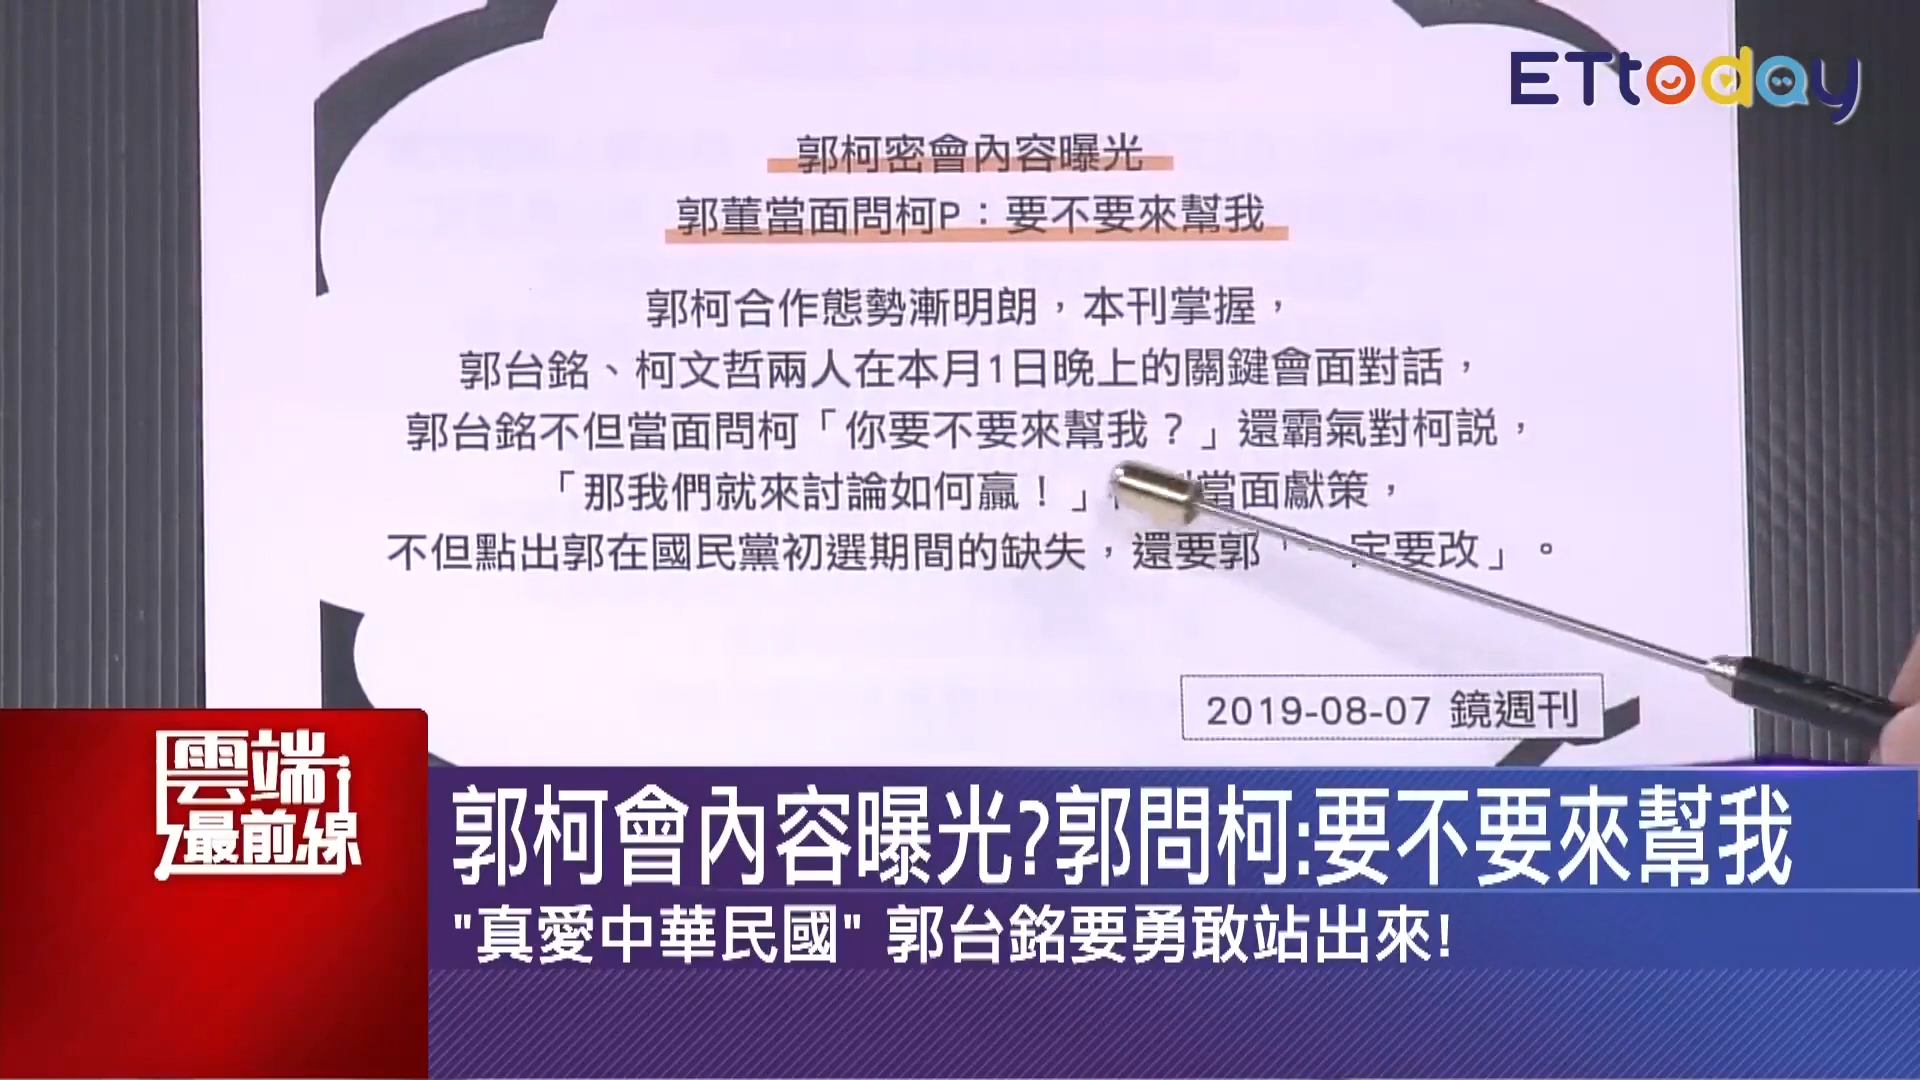 ETtoday
郭柯密會內容曝光
郭董當面問柯P：要不要來幫我
郭柯合作態勢漸明朗，本刊掌握，
郭台銘、柯文哲兩人在本月1日晚上的關鍵會面對話，
郭台銘不但當面問柯「你要不要來幫我？」還霸氣對柯說，
「那我們就來討論如何贏！」當面獻策，
不但點出郭在國民黨初選期間的缺失，還要郭「一定要改」。
2019-08-07 鏡週刊
雲端
最前線
郭柯會內容曝光?郭問柯:要不要來幫我
"真愛中華民國" 郭台銘要勇敢站出來!